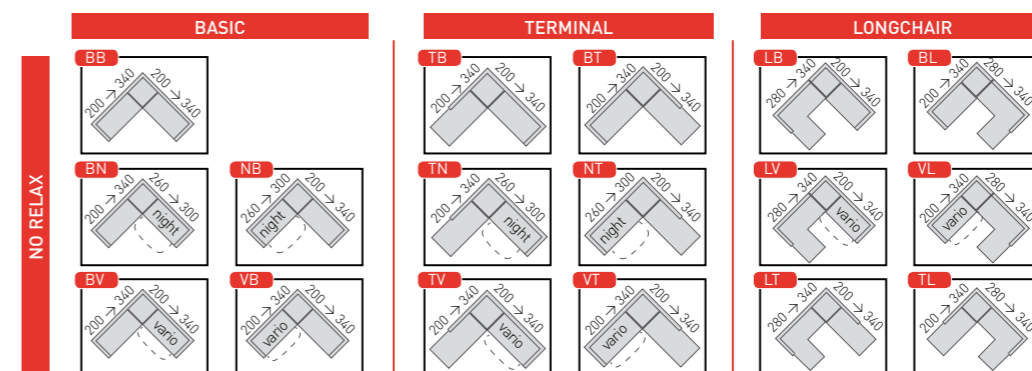 BASIC
TERMINAL
LONGCHAIR
NO RELAX
BB
200 → 340
200 → 340
TB
200 → 340
200 → 340
BT
200 → 340
200 → 340
LB
280 → 340
200 → 340
BL
200 → 340
280 → 340
BN
200 → 340
260 → 300
night
NB
260 → 300
200 → 340
night
TN
200 → 340
260 → 300
night
NT
260 → 300
200 → 340
night
LV
280 → 340
200 → 340
vario
VL
200 → 340
280 → 340
vario
BV
200 → 340
200 → 340
vario
VB
200 → 340
200 → 340
vario
TV
200 → 340
200 → 340
vario
VT
200 → 340
200 → 340
vario
LT
280 → 340
200 → 340
TL
200 → 340
280 → 340